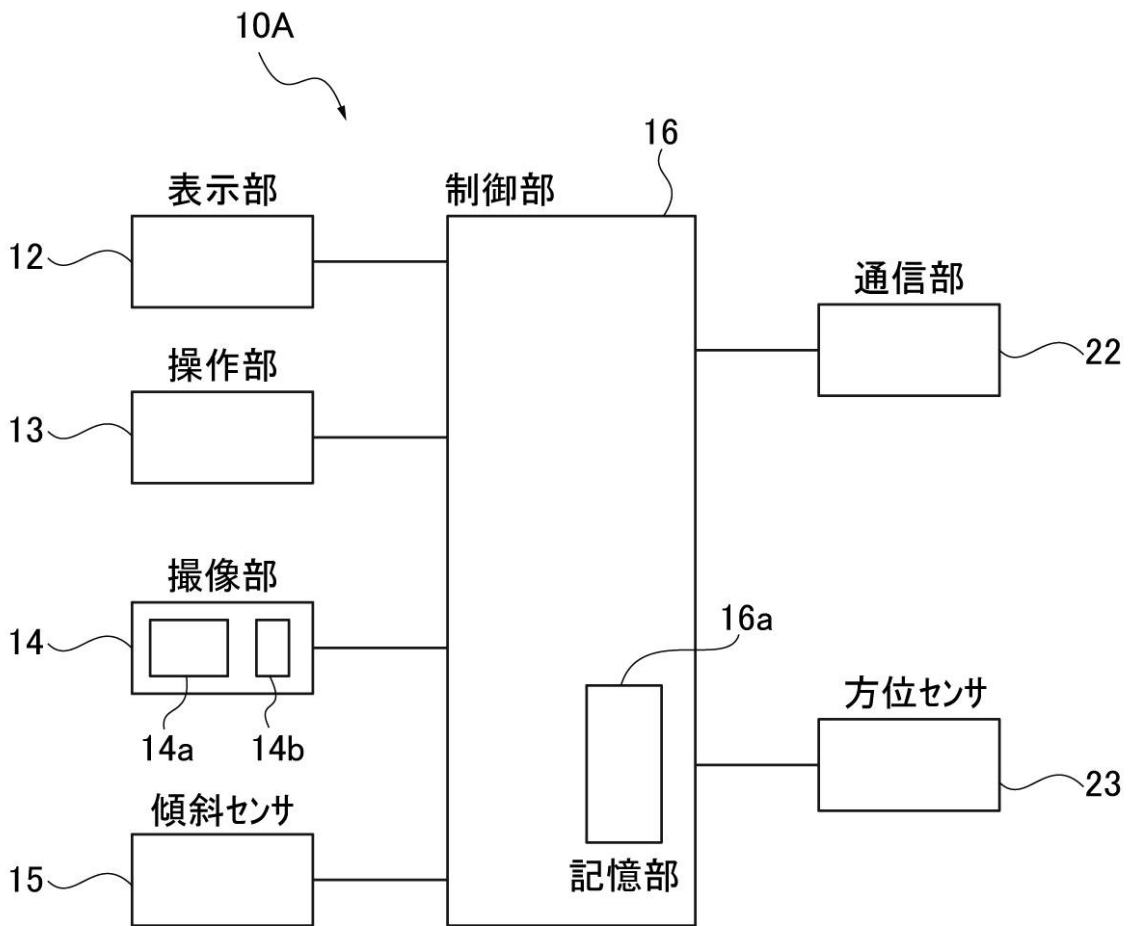 10A
16
表示部
制御部
12
通信部
22
操作部
13
撮像部
14
14a
14b
16a
方位センサ
23
傾斜センサ
15
記憶部